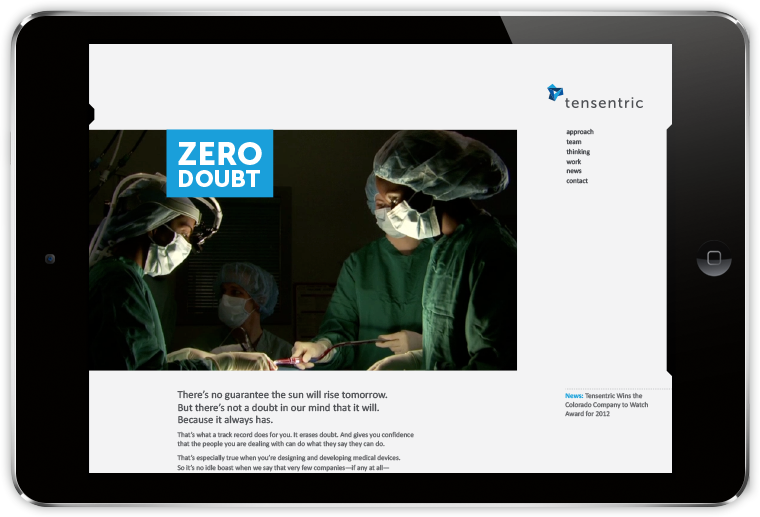 tensentric
approach
team
thinking
work
news
contact
ZERO
DOUBT
There's no guarantee the sun will rise tomorrow.
But there's not a doubt in our mind that it will.
Because it always has.
That's what a track record does for you. It erases doubt. And gives you confidence
that the people you are dealing with can do what they say they can do.
That's especially true when you're designing and developing medical devices.
So it's no idle boast when we say that very few companies—if any at all—
News: Tensentric Wins the
Colorado Company to Watch
Award for 2012